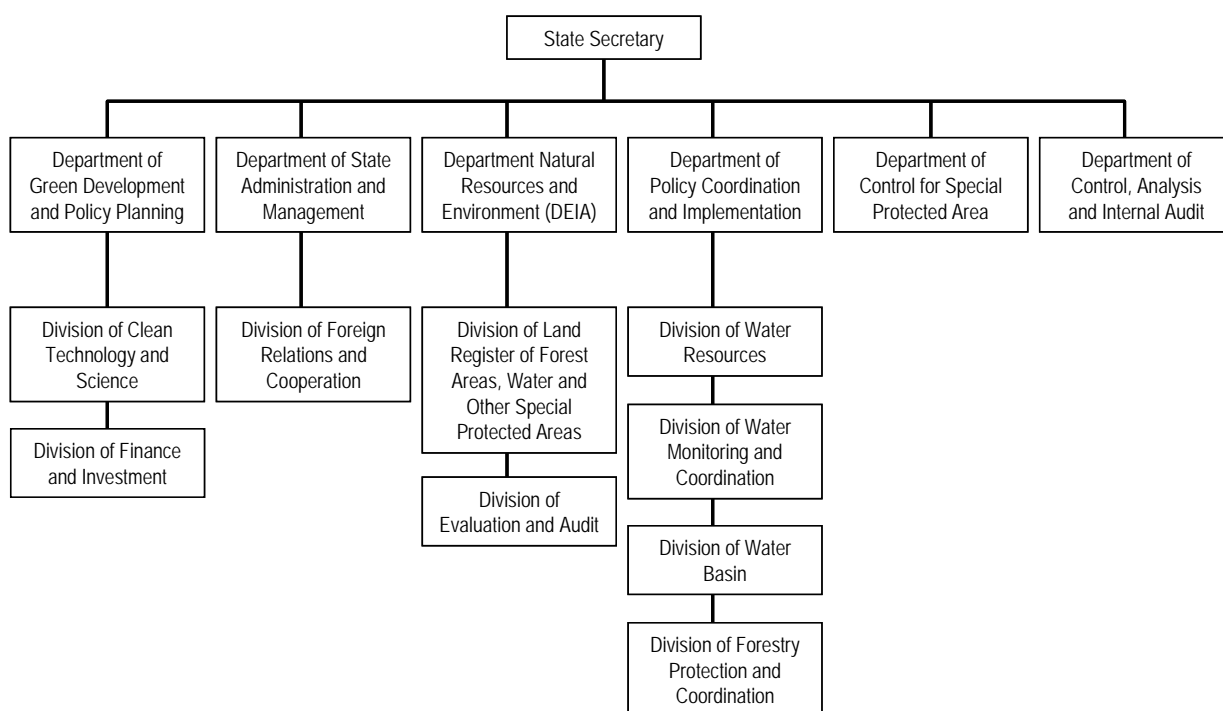 State Secretary
Department of
Green Development
and Policy Planning
Department of State
Administration and
Management
Department Natural
Resources and
Environment (DEIA)
Department of
Policy Coordination
and Implementation
Department of
Control for Special
Protected Area
Department of
Control, Analysis
and Internal Audit
Division of Clean
Technology and
Science
Division of Foreign
Relations and
Cooperation
Division of Land
Register of Forest
Areas, Water and
Other Special
Protected Areas
Division of Water
Resources
Division of Finance
and Investment
Division of Water
Monitoring and
Coordination
Division of
Evaluation and Audit
Division of Water
Basin
Division of Forestry
Protection and
Coordination